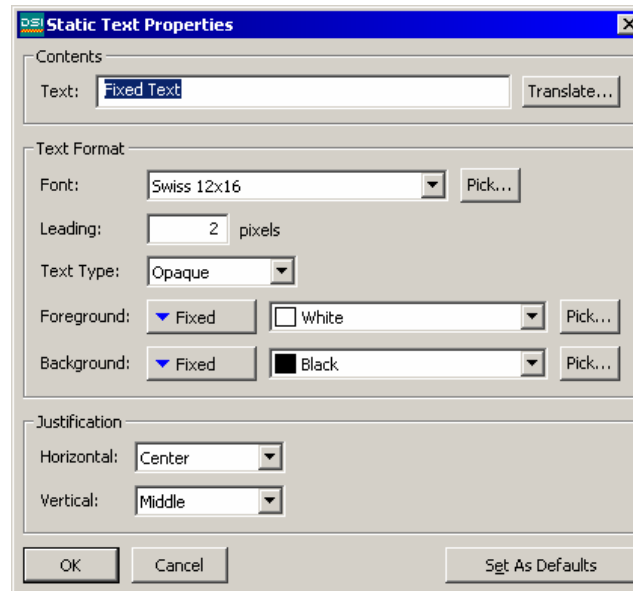 DSI Static Text Properties
Contents
Text: Fixed Text Translate...
Text Format
Font: Swiss 12x16 Pick...
Leading: 2 pixels
Text Type: Opaque
Foreground: Fixed White Pick...
Background: Fixed Black Pick...
Justification
Horizontal: Center
Vertical: Middle
OK Cancel Set As Defaults